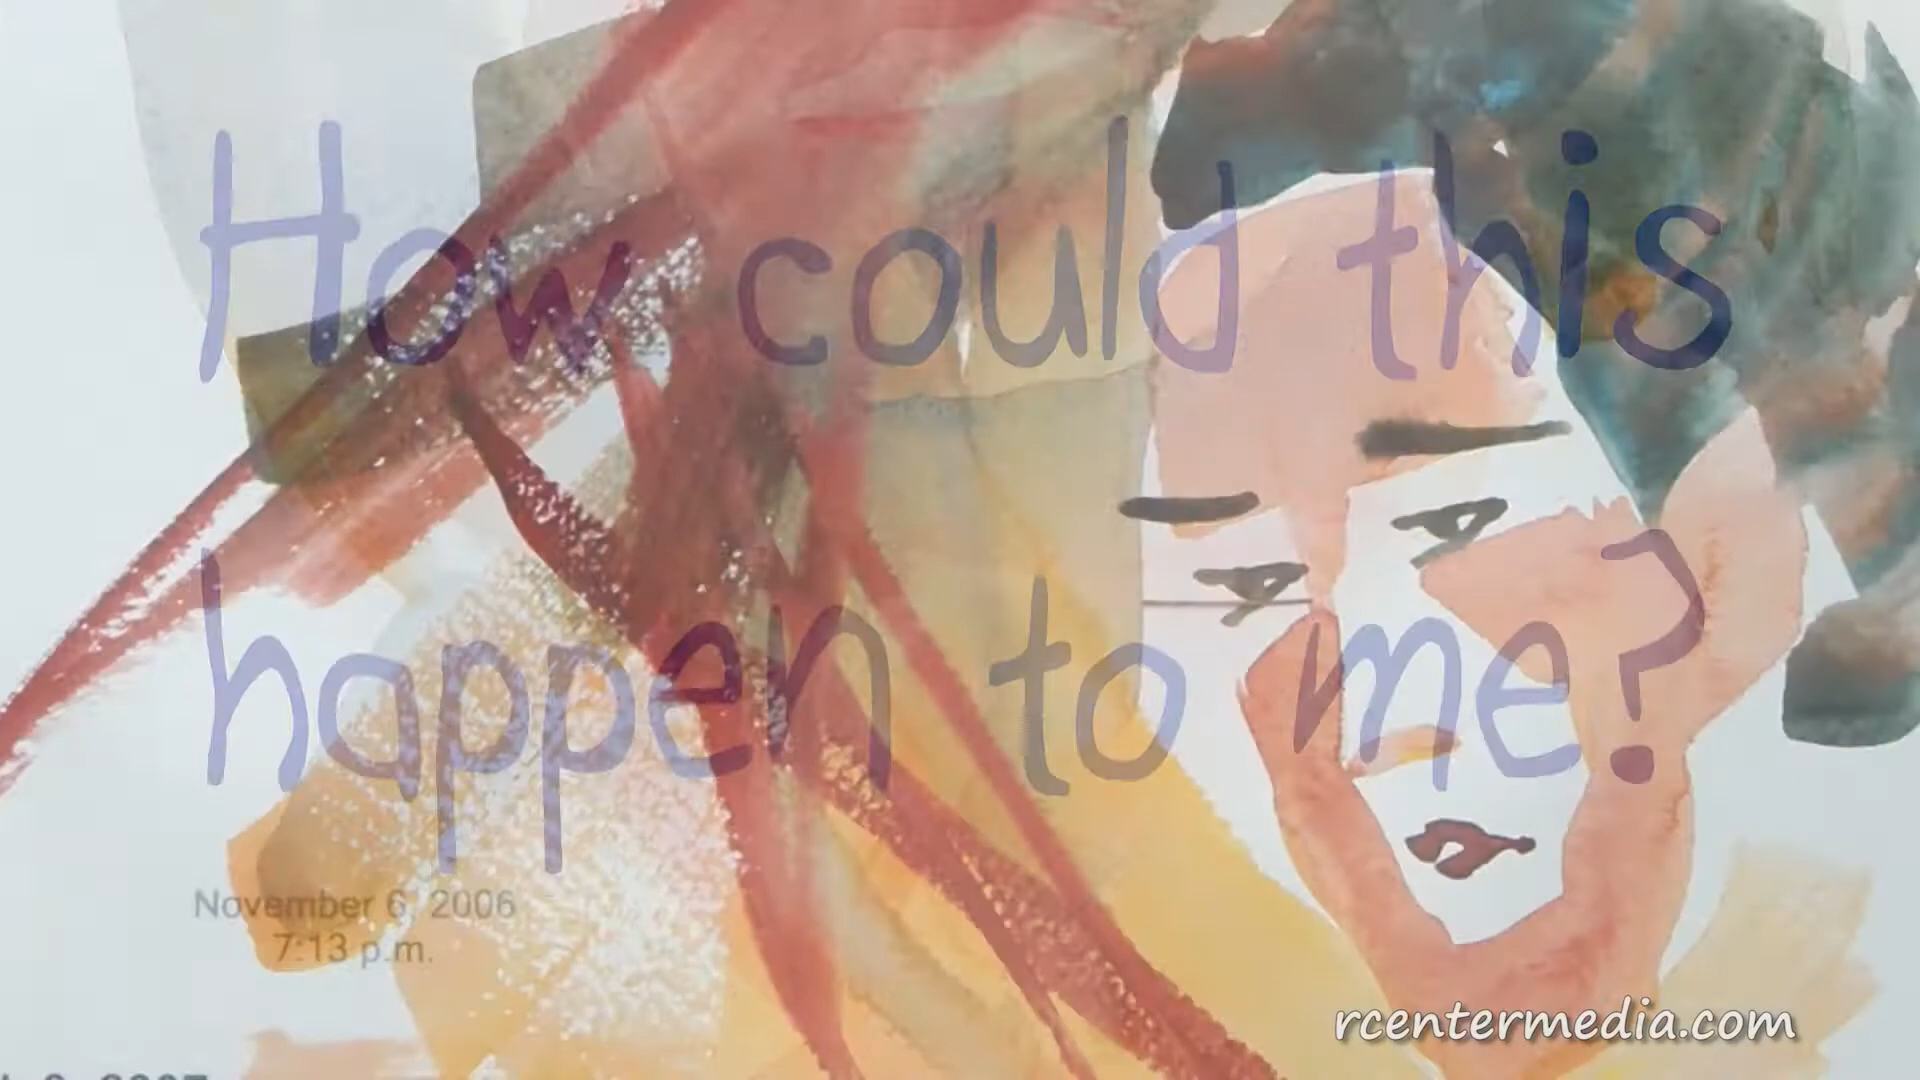 How could this
happen to me?
November 6, 2006
7:13 p.m.
rcentermedia.com